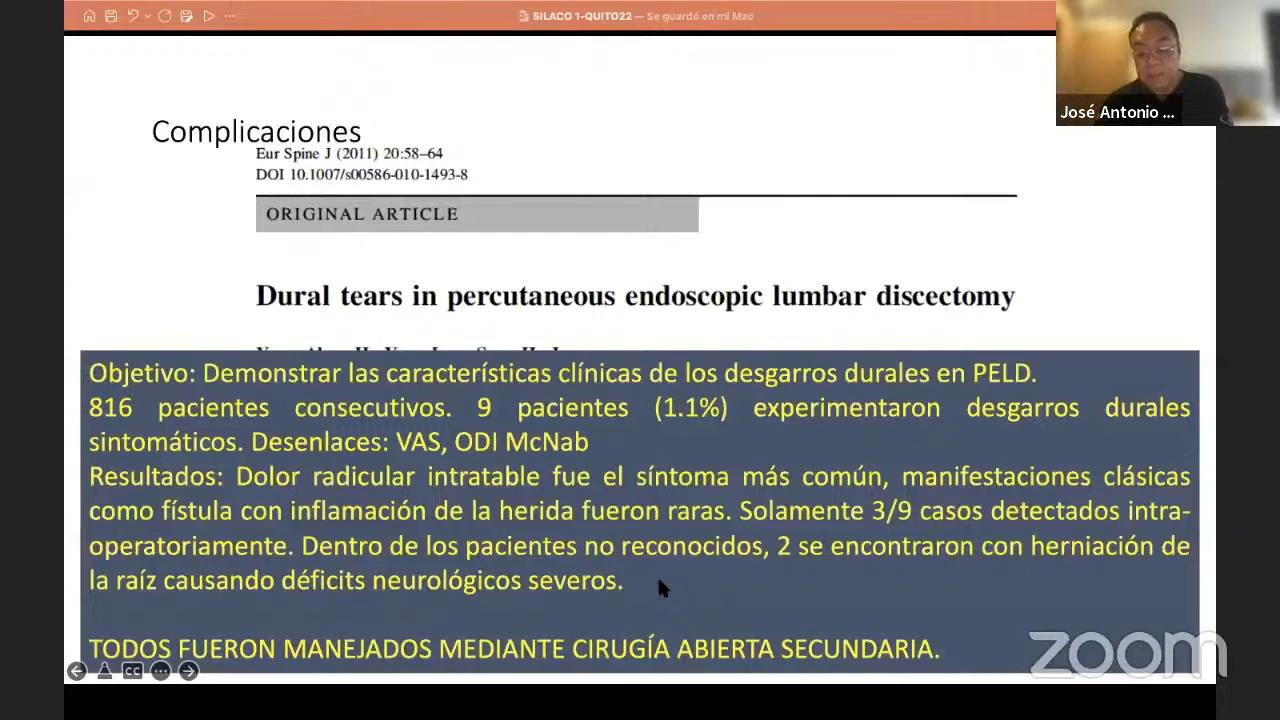 SILACO 1-QUITO22 — Se guardó en mi Mac
José Antonio ...
Complicaciones
Eur Spine J (2011) 20:58–64
DOI 10.1007/s00586-010-1493-8
ORIGINAL ARTICLE
Dural tears in percutaneous endoscopic lumbar discectomy
Objetivo: Demonstrar las características clínicas de los desgarros durales en PELD.
816 pacientes consecutivos. 9 pacientes (1.1%) experimentaron desgarros durales
sintomáticos. Desenlaces: VAS, ODI McNab
Resultados: Dolor radicular intratable fue el síntoma más común, manifestaciones clásicas
como fístula con inflamación de la herida fueron raras. Solamente 3/9 casos detectados intra-
operatoriamente. Dentro de los pacientes no reconocidos, 2 se encontraron con herniación de
la raíz causando déficits neurológicos severos.
TODOS FUERON MANEJADOS MEDIANTE CIRUGÍA ABIERTA SECUNDARIA.
CC
zoom